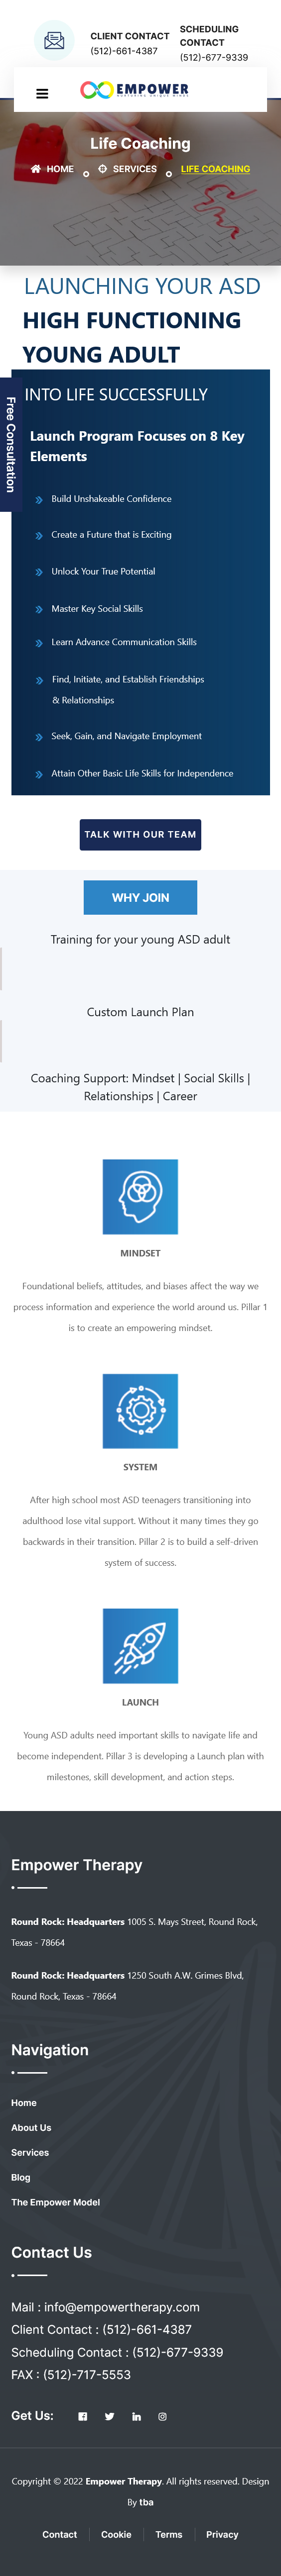 CLIENT CONTACT
(512)-661-4387
SCHEDULING
CONTACT
(512)-677-9339
EMPOWER
NURTURING UNIQUE MINDS
Life Coaching
HOME
SERVICES
LIFE COACHING
LAUNCHING YOUR ASD
HIGH FUNCTIONING
YOUNG ADULT
INTO LIFE SUCCESSFULLY
Free Consultation
Launch Program Focuses on 8 Key
Elements
Build Unshakeable Confidence
Create a Future that is Exciting
Unlock Your True Potential
Master Key Social Skills
Learn Advance Communication Skills
Find, Initiate, and Establish Friendships
& Relationships
Seek, Gain, and Navigate Employment
Attain Other Basic Life Skills for Independence
TALK WITH OUR TEAM
WHY JOIN
Training for your young ASD adult
Custom Launch Plan
Coaching Support: Mindset | Social Skills |
Relationships | Career
MINDSET
Foundational beliefs, attitudes, and biases affect the way we
process information and experience the world around us. Pillar 1
is to create an empowering mindset.
SYSTEM
After high school most ASD teenagers transitioning into
adulthood lose vital support. Without it many times they go
backwards in their transition. Pillar 2 is to build a self-driven
system of success.
LAUNCH
Young ASD adults need important skills to navigate life and
become independent. Pillar 3 is developing a Launch plan with
milestones, skill development, and action steps.
Empower Therapy
Round Rock: Headquarters 1005 S. Mays Street, Round Rock,
Texas - 78664
Round Rock: Headquarters 1250 South A.W. Grimes Blvd,
Round Rock, Texas - 78664
Navigation
Home
About Us
Services
Blog
The Empower Model
Contact Us
Mail : info@empowertherapy.com
Client Contact : (512)-661-4387
Scheduling Contact : (512)-677-9339
FAX : (512)-717-5553
Get Us:
Copyright © 2022 Empower Therapy. All rights reserved. Design
By tba
Contact
Cookie
Terms
Privacy